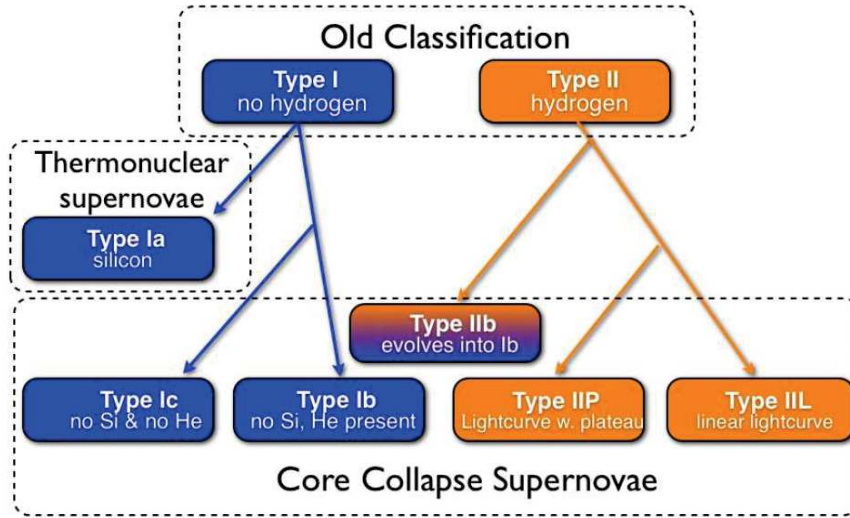 Old Classification
Type I
no hydrogen
Type II
hydrogen
Thermonuclear
supernovae
Type Ia
silicon
Type IIb
evolves into Ib
Type Ic
no Si & no He
Type Ib
no Si, He present
Type IIP
Lightcurve w. plateau
Type IIL
linear lightcurve
Core Collapse Supernovae